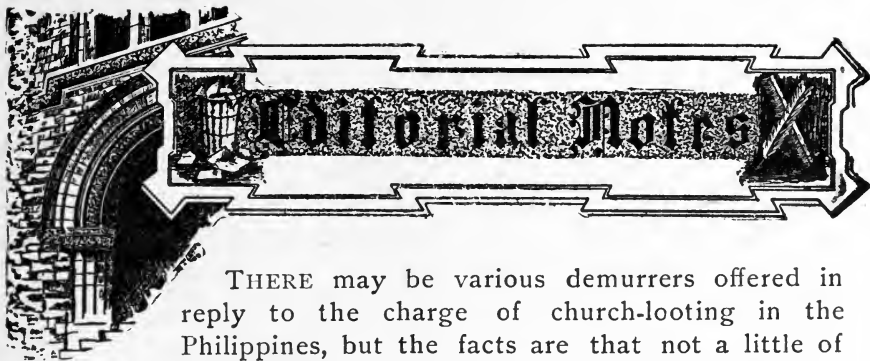 Editorial Notes
THERE may be various demurrers offered in
reply to the charge of church-looting in the
Philippines, but the facts are that not a little of